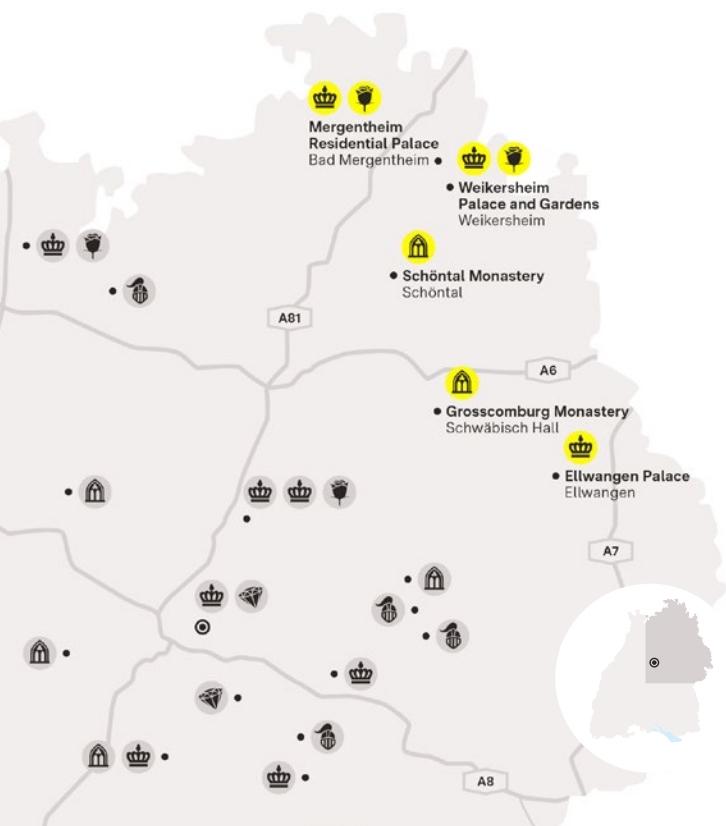 Mergentheim
Residential Palace
Bad Mergentheim
Weikersheim
Palace and Gardens
Weikersheim
Schöntal Monastery
Schöntal
A81
A6
Grosscomburg Monastery
Schwäbisch Hall
Ellwangen Palace
Ellwangen
A7
A8